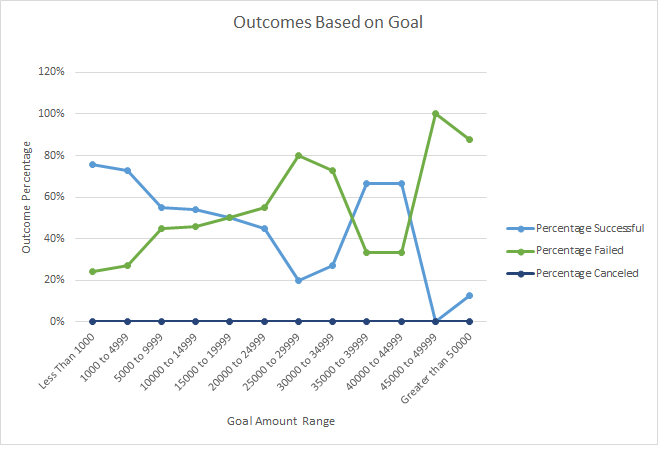 Outcomes Based on Goal
120%
100%
80%
60%
40%
20%
0%
Outcome Percentage
Less Than 1000
1000 to 4999
5000 to 9999
10000 to 14999
15000 to 19999
20000 to 24999
25000 to 29999
30000 to 34999
35000 to 39999
40000 to 44999
45000 to 49999
Greater than 50000
Goal Amount Range
Percentage Successful
Percentage Failed
Percentage Canceled